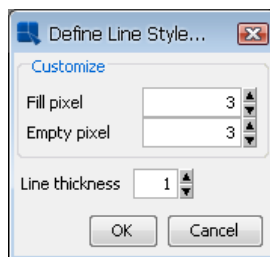 Define Line Style...
Customize
Fill pixel 3
Empty pixel 3
Line thickness 1
OK Cancel